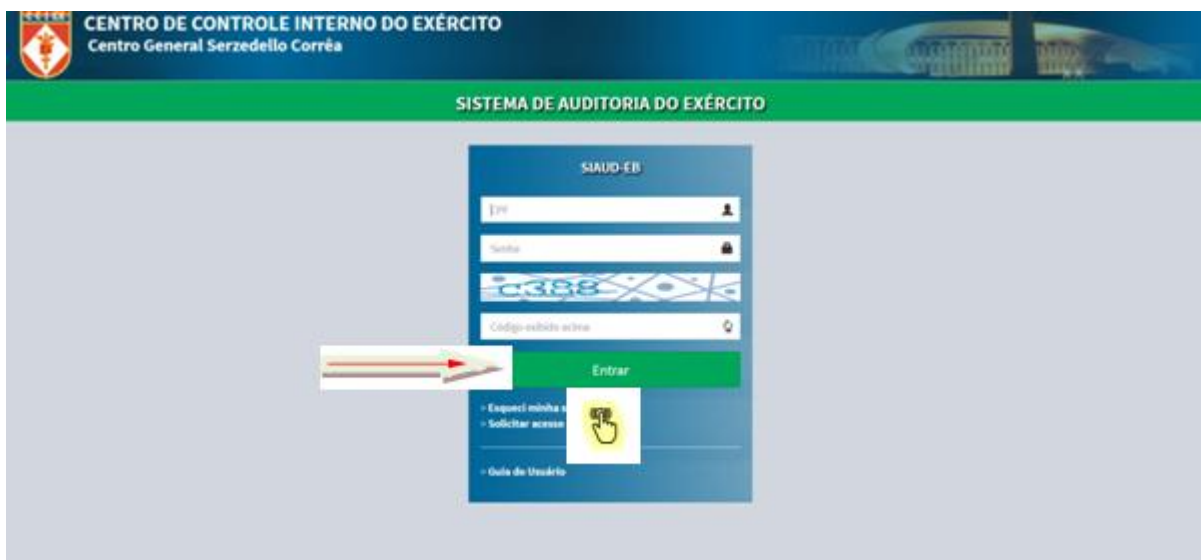 CENTRO DE CONTROLE INTERNO DO EXÉRCITO
Centro General Serzedello Corrêa
SISTEMA DE AUDITORIA DO EXÉRCITO
SIAUD-EB
CPF
Senha
c388
Código exibido acima
Entrar
» Esqueci minha s
» Solicitar acesso
» Guia do Usuário